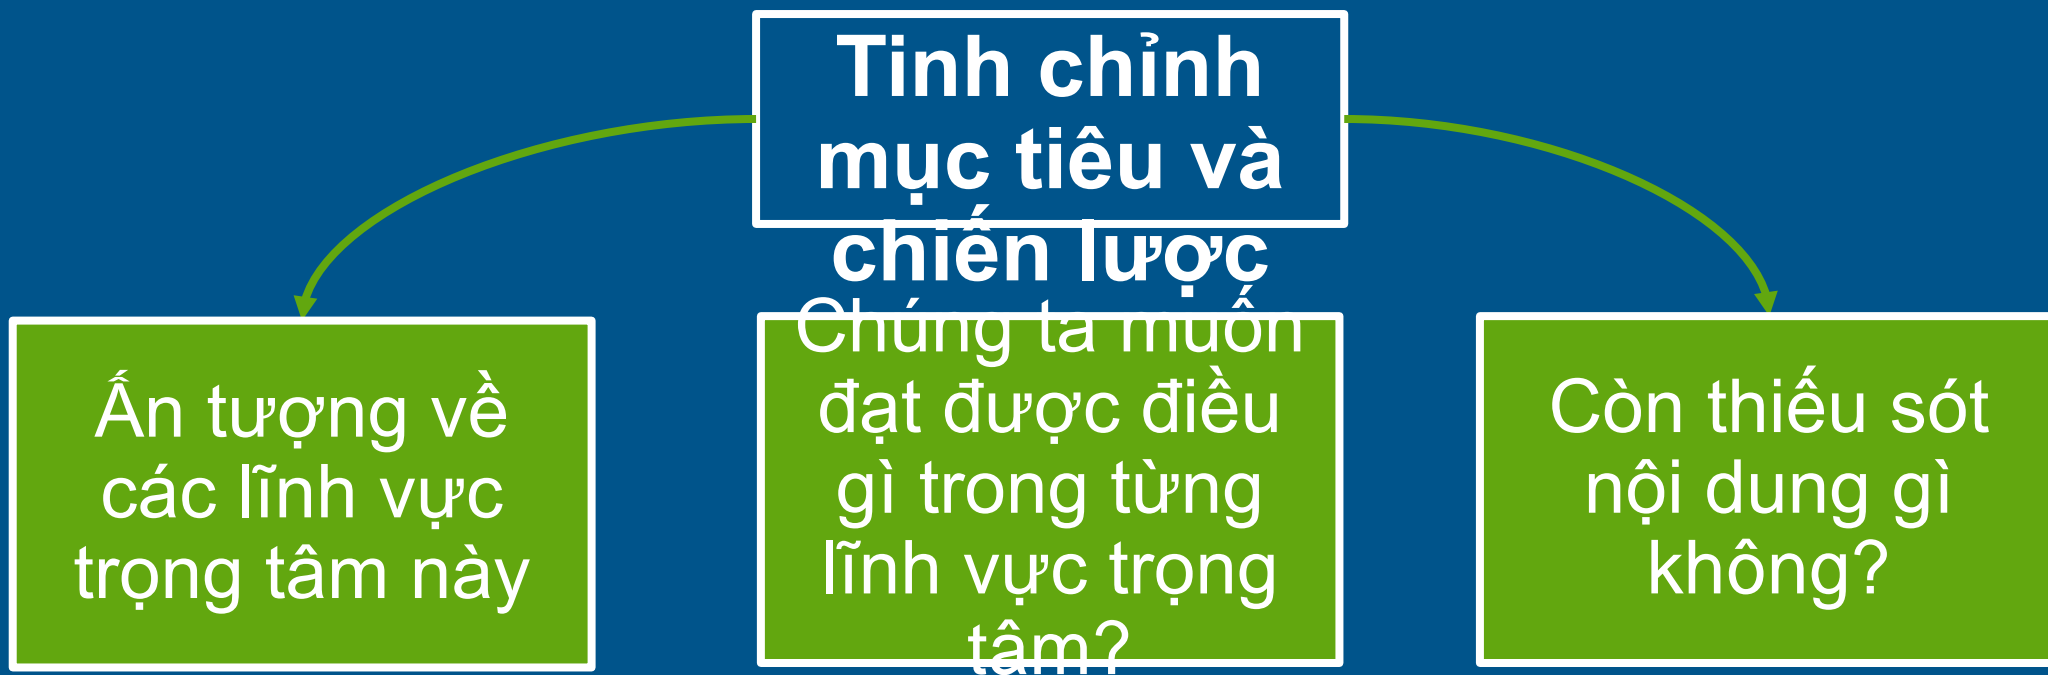 Tinh chỉnh
mục tiêu và
chiến lược
Ấn tượng về
các lĩnh vực
trọng tâm này
Chúng ta muốn
đạt được điều
gì trong từng
lĩnh vực trọng
tâm?
Còn thiếu sót
nội dung gì
không?